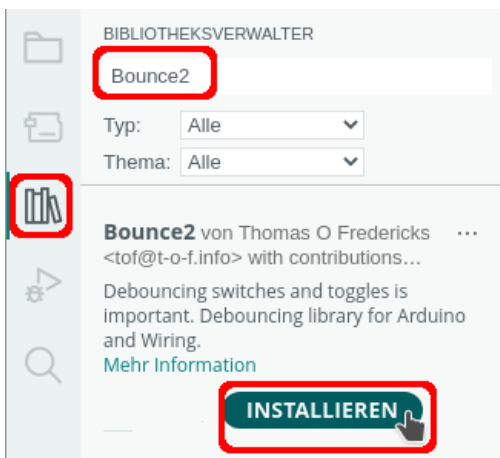 BIBLIOTHEKSVERWALTER
Bounce2
Typ: Alle
Thema: Alle
Bounce2 von Thomas O Fredericks ...
<tof@t-o-f.info> with contributions...
Debouncing switches and toggles is
important. Debouncing library for Arduino
and Wiring.
Mehr Information
INSTALLIEREN